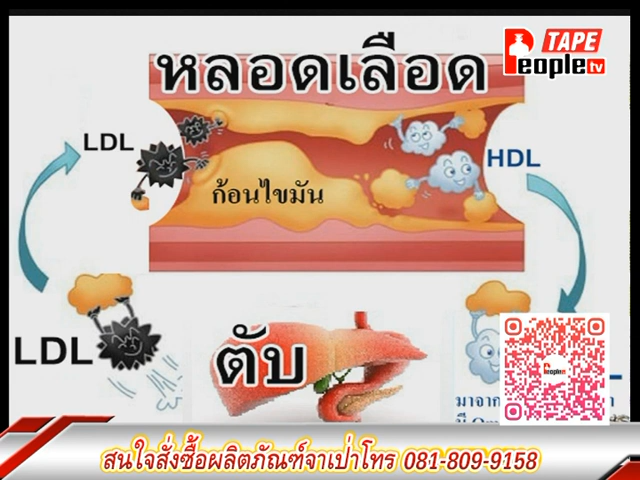 TAPE
People tv
หลอดเลือด
LDL
HDL
ก้อนไขมัน
LDL
ตับ
มาจาก
มี
สนใจสั่งซื้อผลิตภัณฑ์จาเป่าโทร 081-809-9158